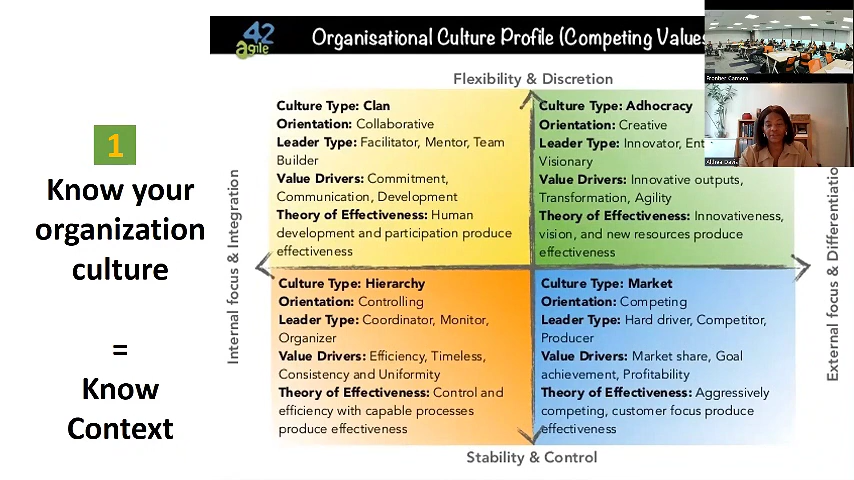 1
Know your
organization
culture
=
Know
Context
42
agile
Organisational Culture Profile (Competing Values
Flexibility & Discretion
Internal focus & Integration
Culture Type: Clan
Orientation: Collaborative
Leader Type: Facilitator, Mentor, Team
Builder
Value Drivers: Commitment,
Communication, Development
Theory of Effectiveness: Human
development and participation produce
effectiveness
Culture Type: Adhocracy
Orientation: Creative
Leader Type: Innovator, Ent
Visionary
Value Drivers: Innovative outputs,
Transformation, Agility
Theory of Effectiveness: Innovativeness,
vision, and new resources produce
effectiveness
Culture Type: Hierarchy
Orientation: Controlling
Leader Type: Coordinator, Monitor,
Organizer
Value Drivers: Efficiency, Timeless,
Consistency and Uniformity
Theory of Effectiveness: Control and
efficiency with capable processes
produce effectiveness
Culture Type: Market
Orientation: Competing
Leader Type: Hard driver, Competitor,
Producer
Value Drivers: Market share, Goal
achievement, Profitability
Theory of Effectiveness: Aggressively
competing, customer focus produce
effectiveness
External focus & Differentiatio
Stability & Control
Camera